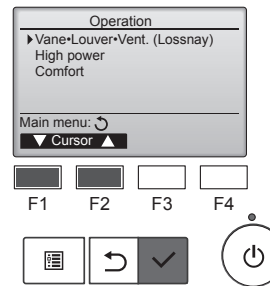 Operation
Vane•Louver•Vent. (Lossnay)
High power
Comfort
Main menu:
Cursor
F1 F2 F3 F4